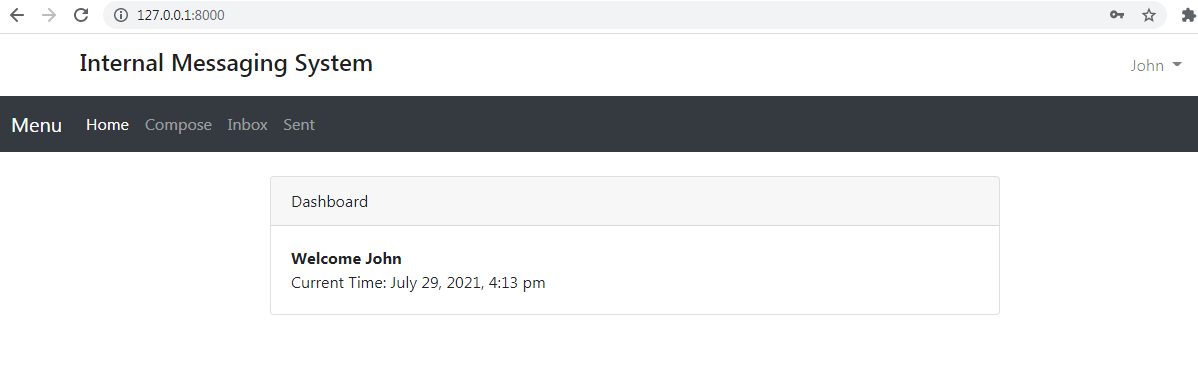 127.0.0.1:8000
Internal Messaging System
John
Menu Home Compose Inbox Sent
Dashboard
Welcome John
Current Time: July 29, 2021, 4:13 pm